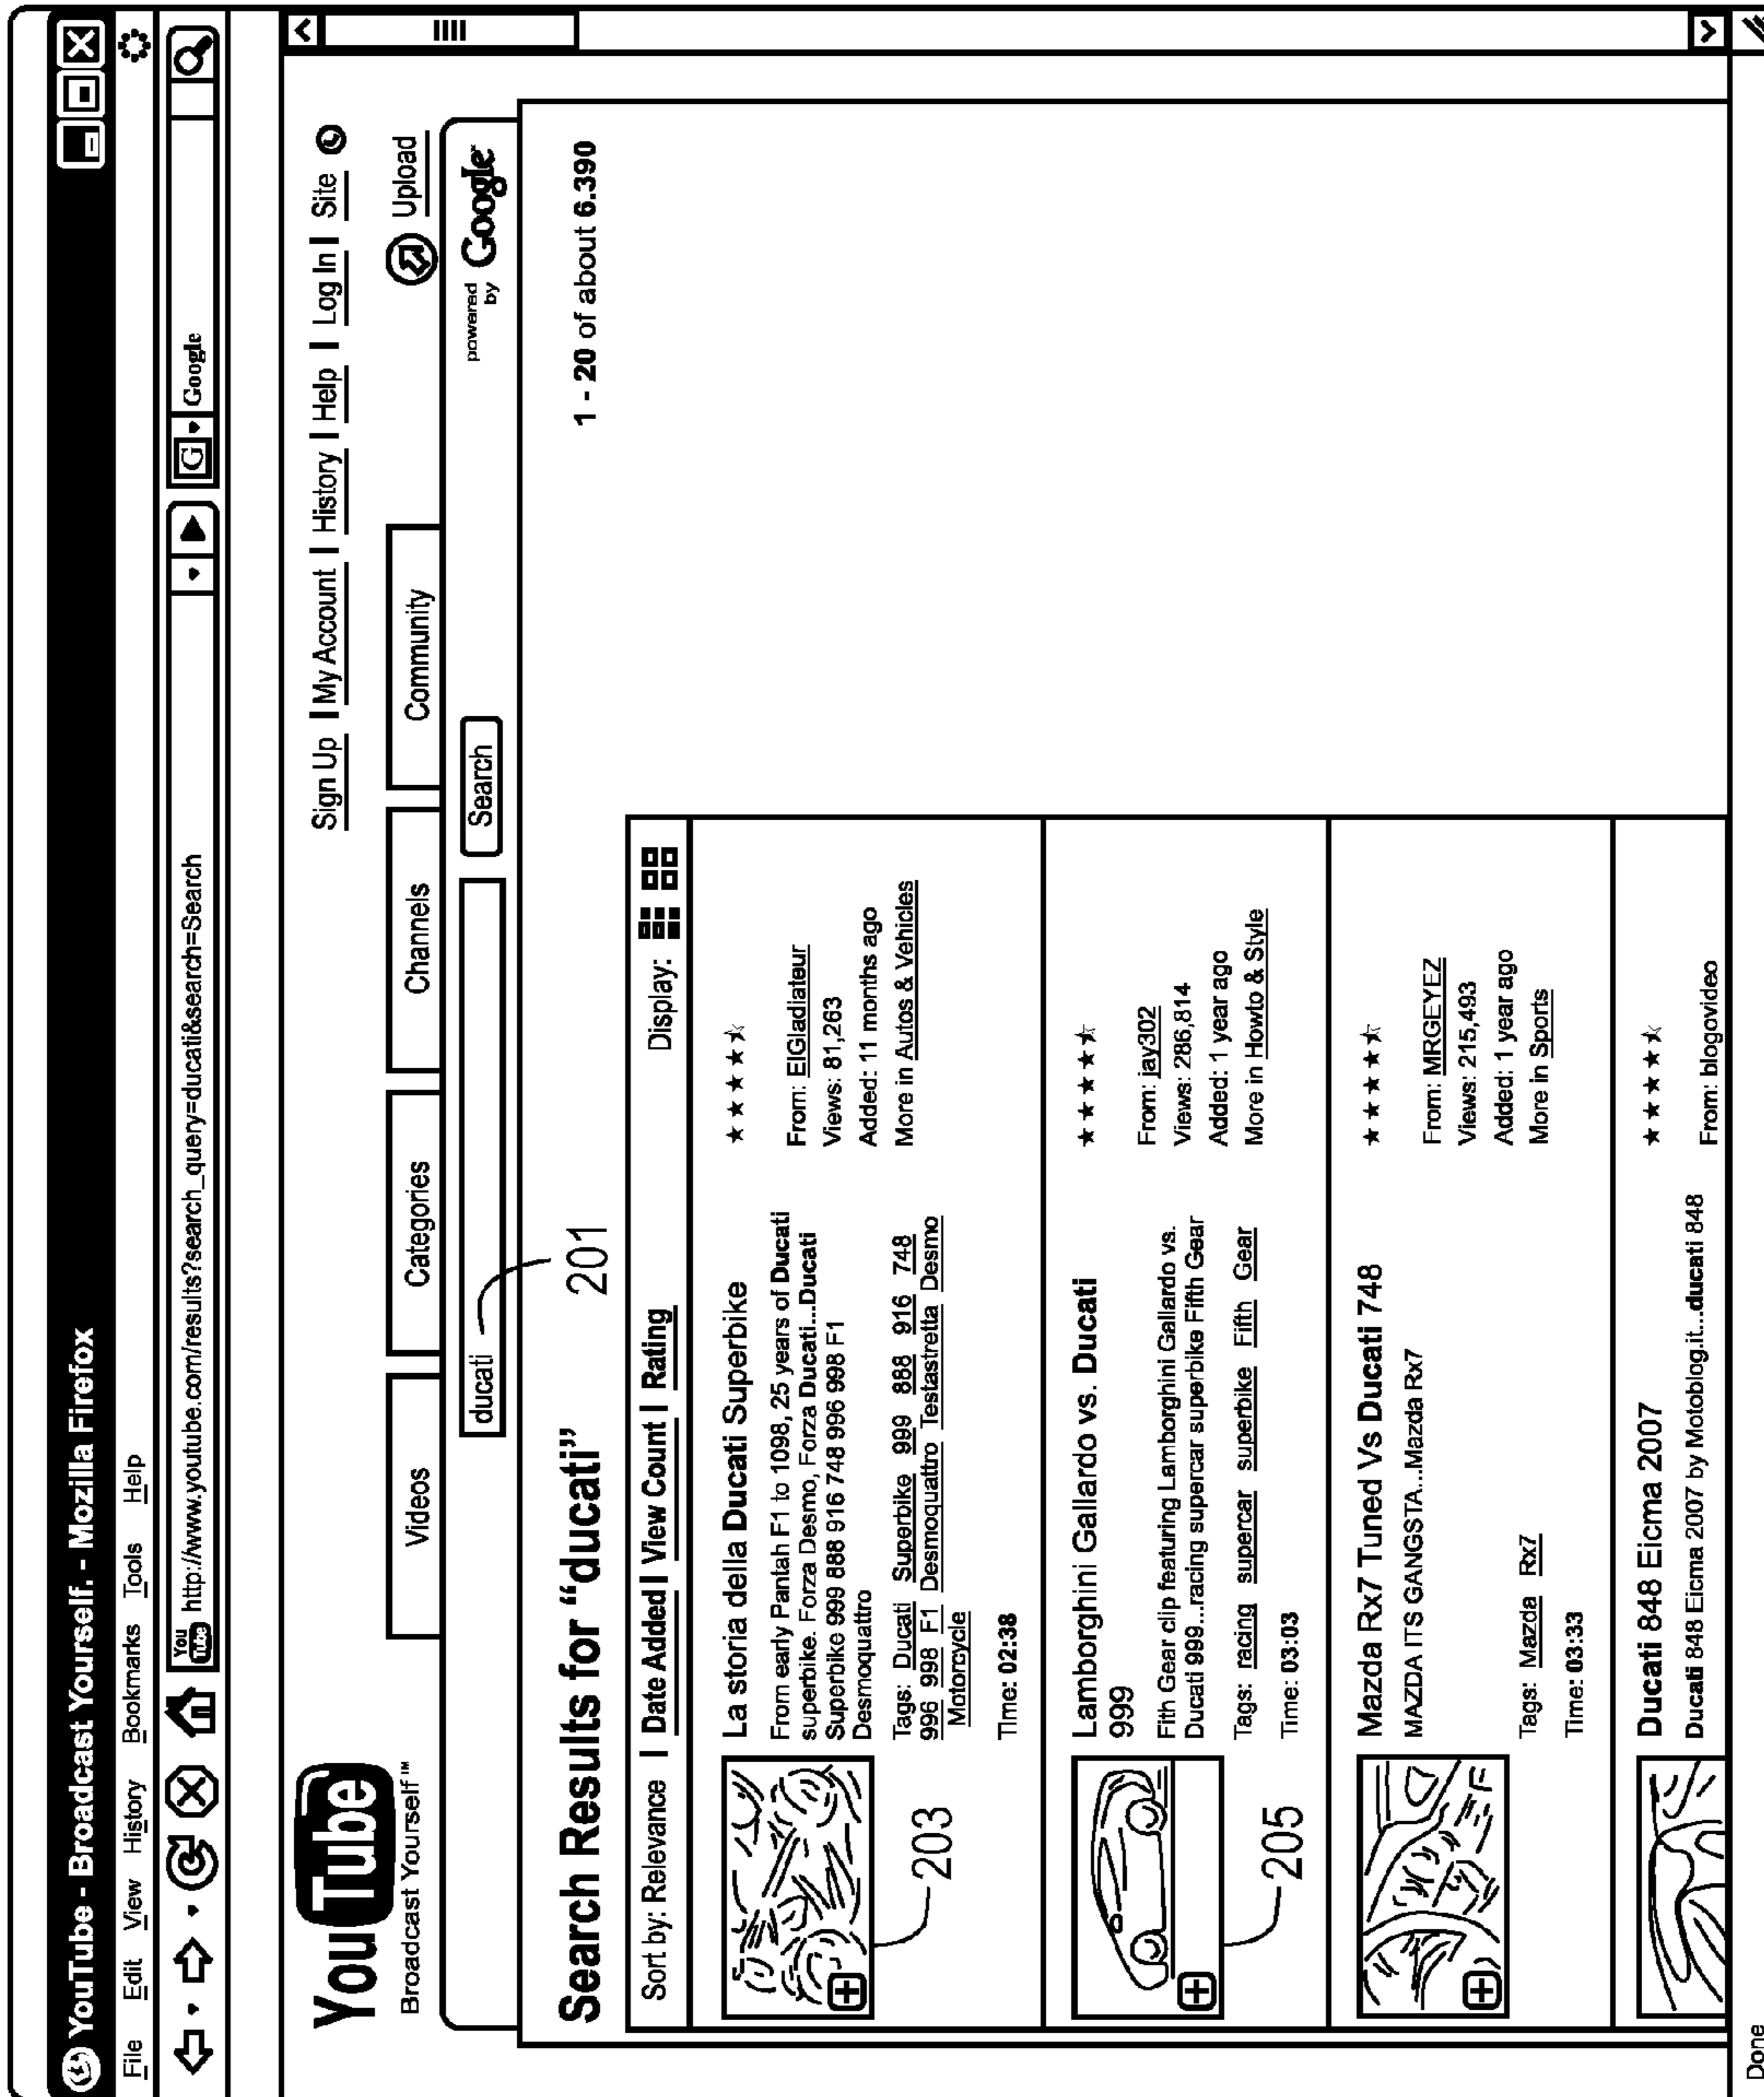 YouTube - Broadcast Yourself. - Mozilla Firefox
File Edit View History Bookmarks Tools Help
You Tube http://www.youtube.com/results?search_query=ducati&search=Search G Google
You Tube
Broadcast Yourself™
Sign Up | My Account | History | Help | Log In | Site
Videos Categories Channels Community Upload
ducati Search powered by Google™
201
Search Results for “ducati” 1 - 20 of about 6.390
Sort by: Relevance | Date Added | View Count | Rating Display:
La storia della Ducati Superbike
From early Pantah F1 to 1098, 25 years of Ducati
superbike. Forza Desmo, Forza Ducati...Ducati
Superbike 999 888 916 748 996 998 F1
Desmoquattro
Tags: Ducati Superbike 999 888 916 748
996 998 F1 Desmoquattro Testastretta Desmo
Motorcycle
Time: 02:38
From: ElGladiateur
Views: 81,263
Added: 11 months ago
More in Autos & Vehicles
203
Lamborghini Gallardo vs. Ducati
999
Fith Gear clip featuring Lamborghini Gallardo vs.
Ducati 999...racing supercar superbike Fifth Gear
Tags: racing supercar superbike Fifth Gear
Time: 03:03
From: jay302
Views: 286,814
Added: 1 year ago
More in Howto & Style
205
Mazda Rx7 Tuned Vs Ducati 748
MAZDA ITS GANGSTA...Mazda Rx7
Tags: Mazda Rx7
Time: 03:33
From: MRGEYEZ
Views: 215,493
Added: 1 year ago
More in Sports
Ducati 848 Eicma 2007
Ducati 848 Eicma 2007 by Motoblog.it...ducati 848
From: blogovideo
Done